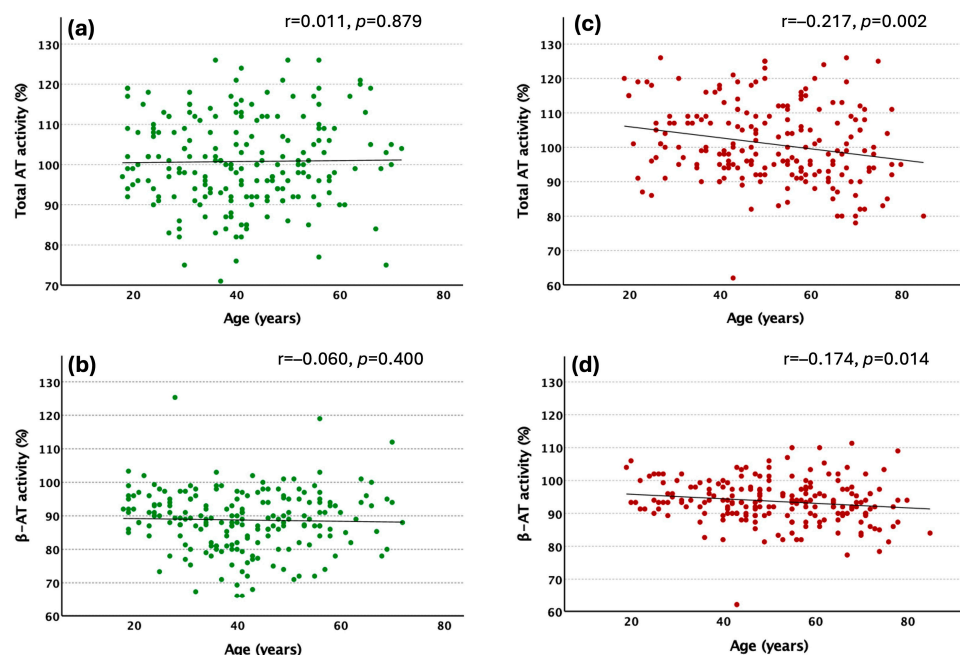 (a)
r=0.011, p=0.879
Total AT activity (%)
130
120
110
100
90
80
70
20
40
60
80
Age (years)
(c)
r=−0.217, p=0.002
Total AT activity (%)
130
120
110
100
90
80
70
60
20
40
60
80
Age (years)
(b)
r=−0.060, p=0.400
β−AT activity (%)
130
120
110
100
90
80
70
60
20
40
60
80
Age (years)
(d)
r=−0.174, p=0.014
β−AT activity (%)
130
120
110
100
90
80
70
60
20
40
60
80
Age (years)